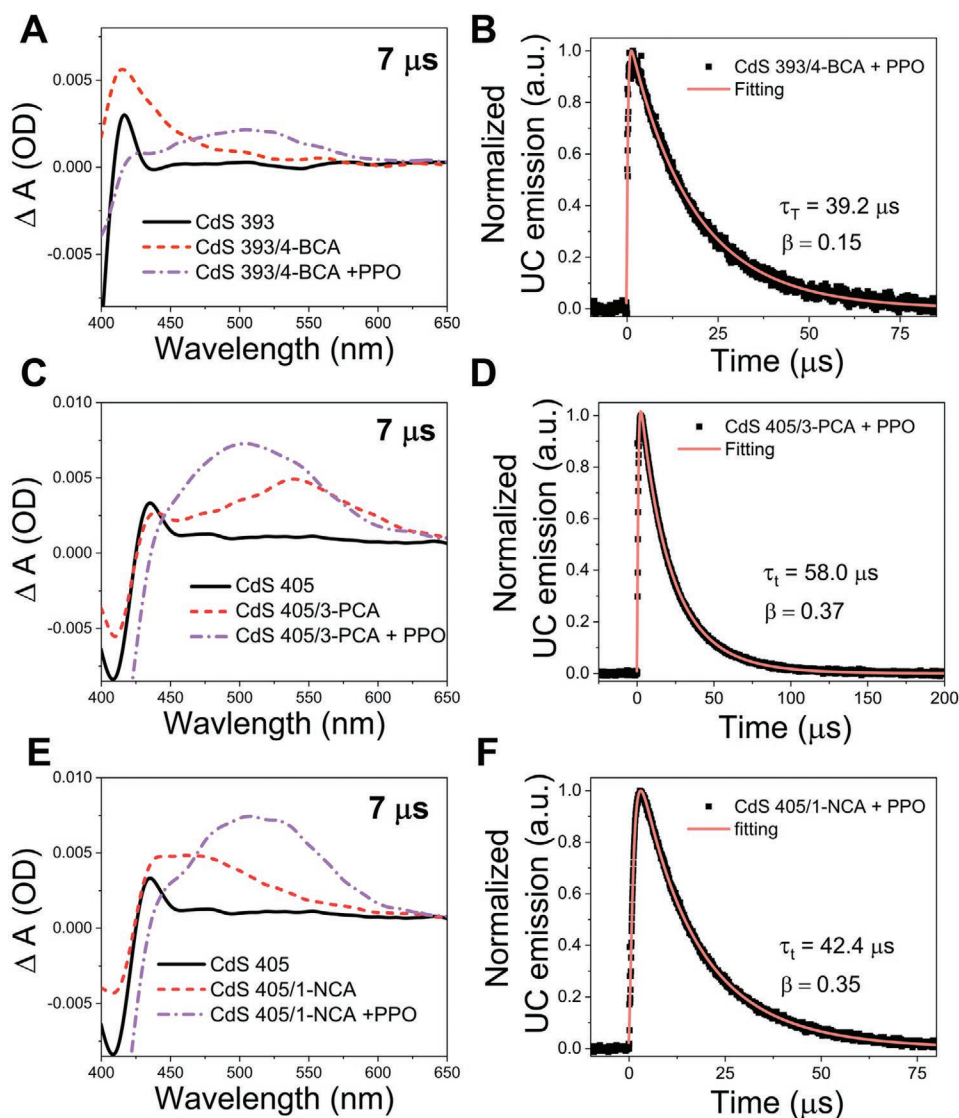 A
7 μs
Δ A (OD)
0.005
0.000
-0.005
CdS 393
CdS 393/4-BCA
CdS 393/4-BCA +PPO
400 450 500 550 600 650
Wavelength (nm)
B
Normalized
UC emission (a.u.)
1.0
0.8
0.6
0.4
0.2
0.0
CdS 393/4-BCA + PPO
Fitting
τT = 39.2 μs
β = 0.15
0 25 50 75
Time (μs)
C
7 μs
Δ A (OD)
0.010
0.005
0.000
-0.005
CdS 405
CdS 405/3-PCA
CdS 405/3-PCA + PPO
400 450 500 550 600 650
Wavelength (nm)
D
Normalized
UC emission (a.u.)
1.0
0.8
0.6
0.4
0.2
0.0
CdS 405/3-PCA + PPO
Fitting
τt = 58.0 μs
β = 0.37
0 50 100 150 200
Time (μs)
E
7 μs
Δ A (OD)
0.010
0.005
0.000
-0.005
CdS 405
CdS 405/1-NCA
CdS 405/1-NCA +PPO
400 450 500 550 600 650
Wavelength (nm)
F
Normalized
UC emission (a.u.)
1.0
0.8
0.6
0.4
0.2
0.0
CdS 405/1-NCA + PPO
fitting
τt = 42.4 μs
β = 0.35
0 25 50 75
Time (μs)